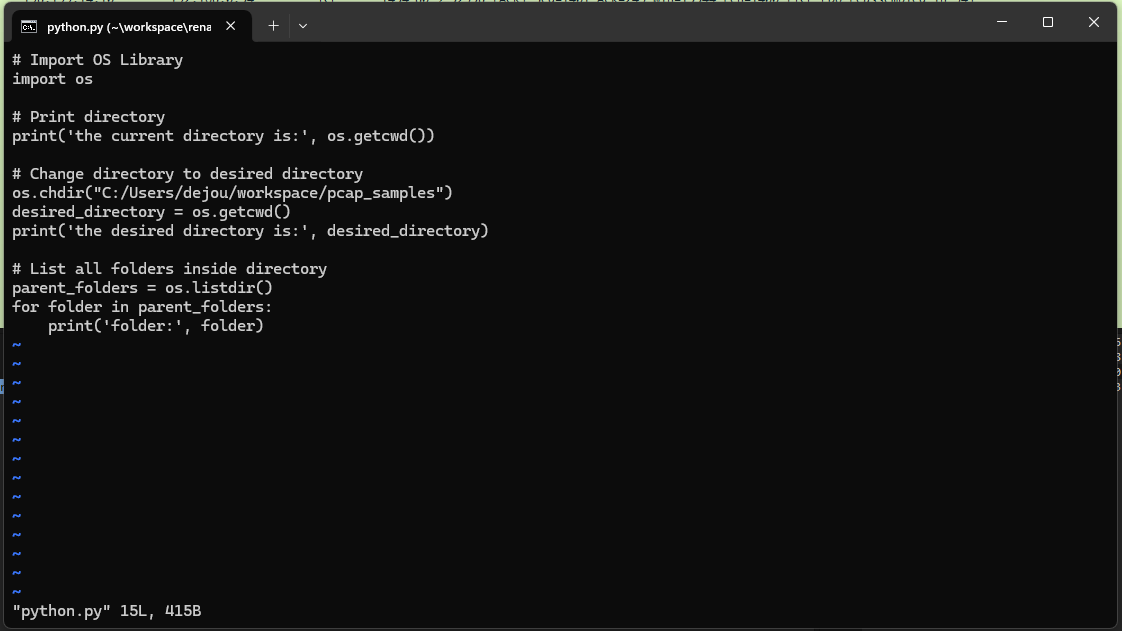 python.py (~\workspace\rena
# Import OS Library
import os
# Print directory
print('the current directory is:', os.getcwd())
# Change directory to desired directory
os.chdir("C:/Users/dejou/workspace/pcap_samples")
desired_directory = os.getcwd()
print('the desired directory is:', desired_directory)
# List all folders inside directory
parent_folders = os.listdir()
for folder in parent_folders:
    print('folder:', folder)
~
~
~
~
~
~
~
~
~
~
~
~
~
~
"python.py" 15L, 415B